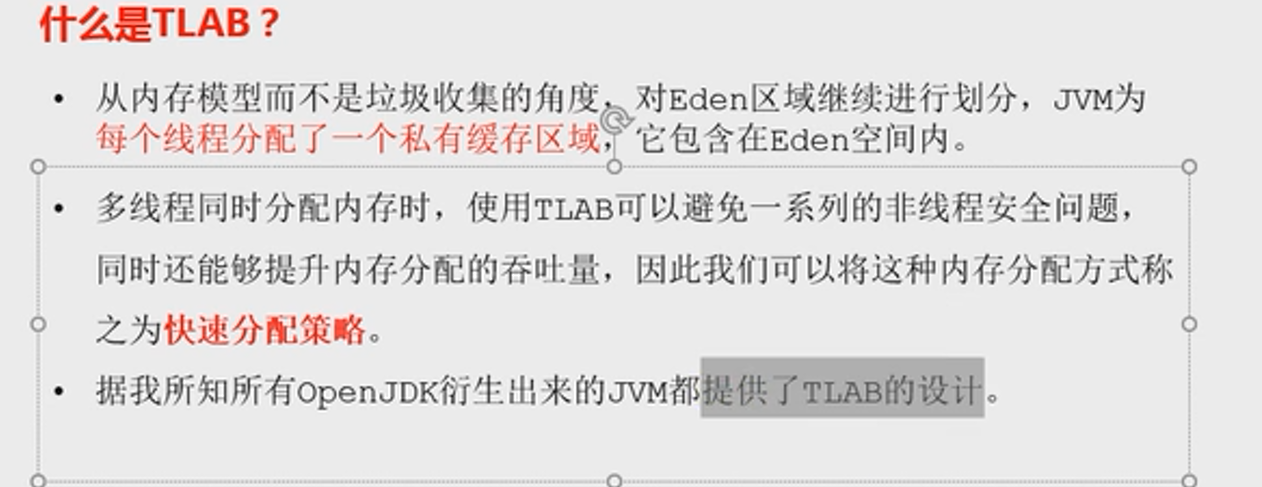 什么是TLAB？
• 从内存模型而不是垃圾收集的角度，对Eden区域继续进行划分，JVM为
每个线程分配了一个私有缓存区域，它包含在Eden空间内。
• 多线程同时分配内存时，使用TLAB可以避免一系列的非线程安全问题，
同时还能够提升内存分配的吞吐量，因此我们可以将这种内存分配方式称
之为快速分配策略。
• 据我所知所有OpenJDK衍生出来的JVM都提供了TLAB的设计。